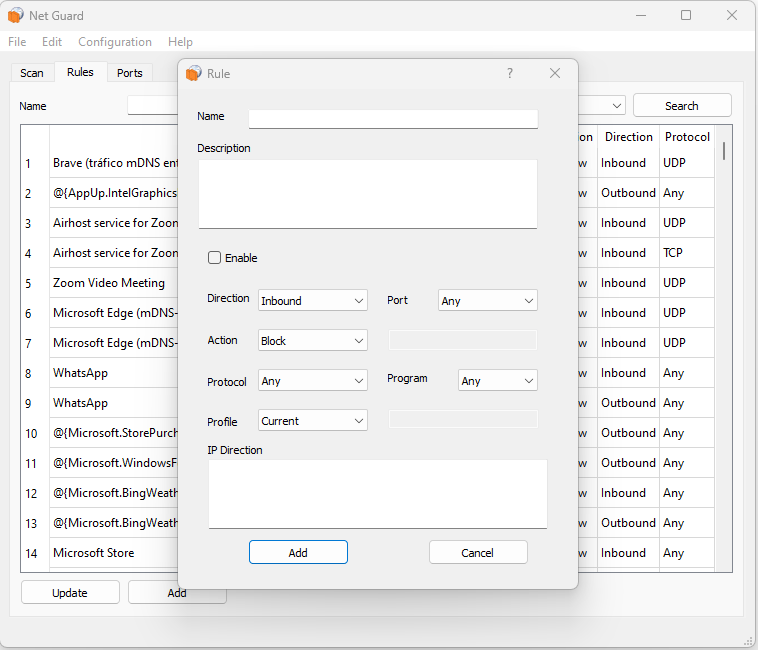 Net Guard
File Edit Configuration Help
Scan Rules Ports
Name Search
Direction Protocol
1 Brave (tráfico mDNS Inbound UDP
2 @{AppUp.IntelGraphics Outbound Any
3 Airhost service for Zoom Inbound UDP
4 Airhost service for Zoom Inbound TCP
5 Zoom Video Meeting Inbound UDP
6 Microsoft Edge (mDNS- Inbound UDP
7 Microsoft Edge (mDNS- Inbound UDP
8 WhatsApp Inbound Any
9 WhatsApp Outbound Any
10 @{Microsoft.StorePurch Outbound Any
11 @{Microsoft.WindowsF Outbound Any
12 @{Microsoft.BingWeath Inbound Any
13 @{Microsoft.BingWeath Outbound Any
14 Microsoft Store Inbound Any
Update Add
Rule ?
Name
Description
Enable
Direction Inbound Port Any
Action Block
Protocol Any Program Any
Profile Current
IP Direction
Add Cancel